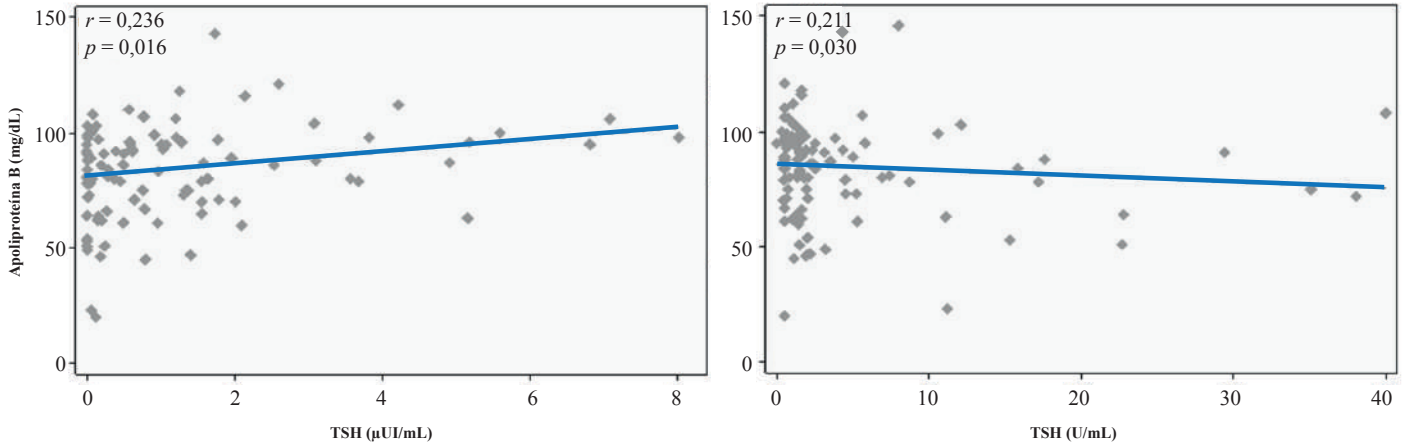 r = 0,236
p = 0,016
150
100
50
0
Apoliproteína B (mg/dL)
0 2 4 6 8
TSH (µUI/mL)
r = 0,211
p = 0,030
150
100
50
0
0 10 20 30 40
TSH (U/mL)